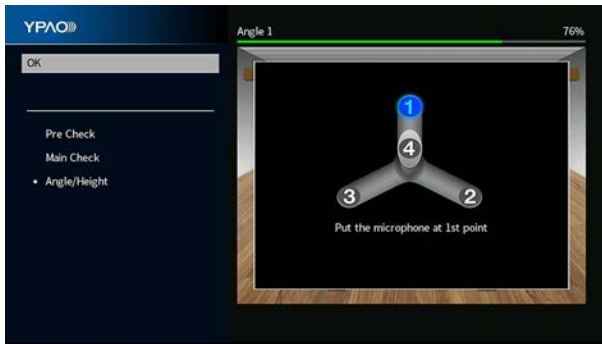 YPAO
Angle 1
76%
OK
Pre Check
Main Check
• Angle/Height
1
4
3
2
Put the microphone at 1st point